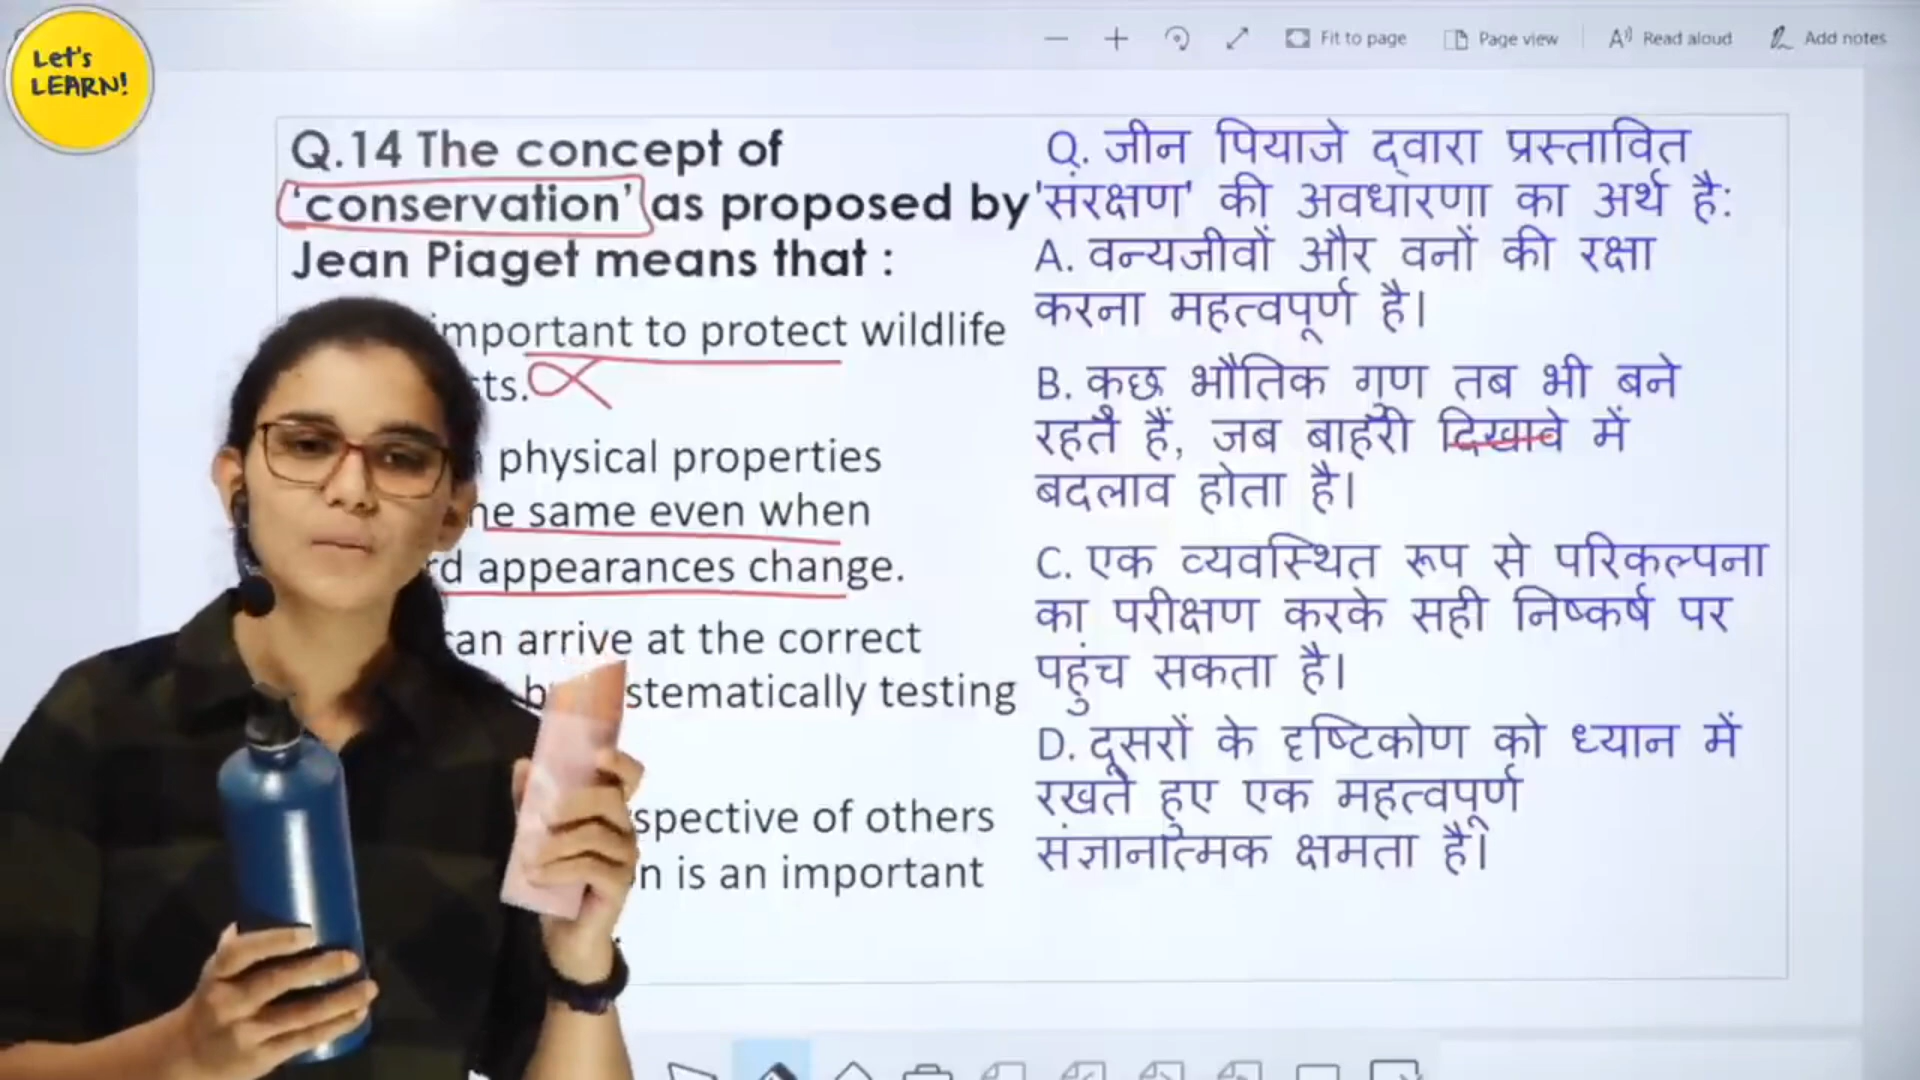 Let's
LEARN!
Fit to page
Page view
Read aloud
Add notes
Q.14 The concept of
‘conservation’ as proposed by
Jean Piaget means that :
important to protect wildlife
physical properties
same even when
appearances change.
can arrive at the correct
testing
of others
is an important
Q. जीन पियाजे द्वारा प्रस्तावित
'संरक्षण' की अवधारणा का अर्थ है:
A. वन्यजीवों और वनों की रक्षा
करना महत्वपूर्ण है।
B. कुछ भौतिक गुण तब भी बने
रहते हैं, जब बाहरी दिखावे में
बदलाव होता है।
C. एक व्यवस्थित रूप से परिकल्पना
का परीक्षण करके सही निष्कर्ष पर
पहुंच सकता है।
D. दूसरों के दृष्टिकोण को ध्यान में
रखते हुए एक महत्वपूर्ण
संज्ञानात्मक क्षमता है।